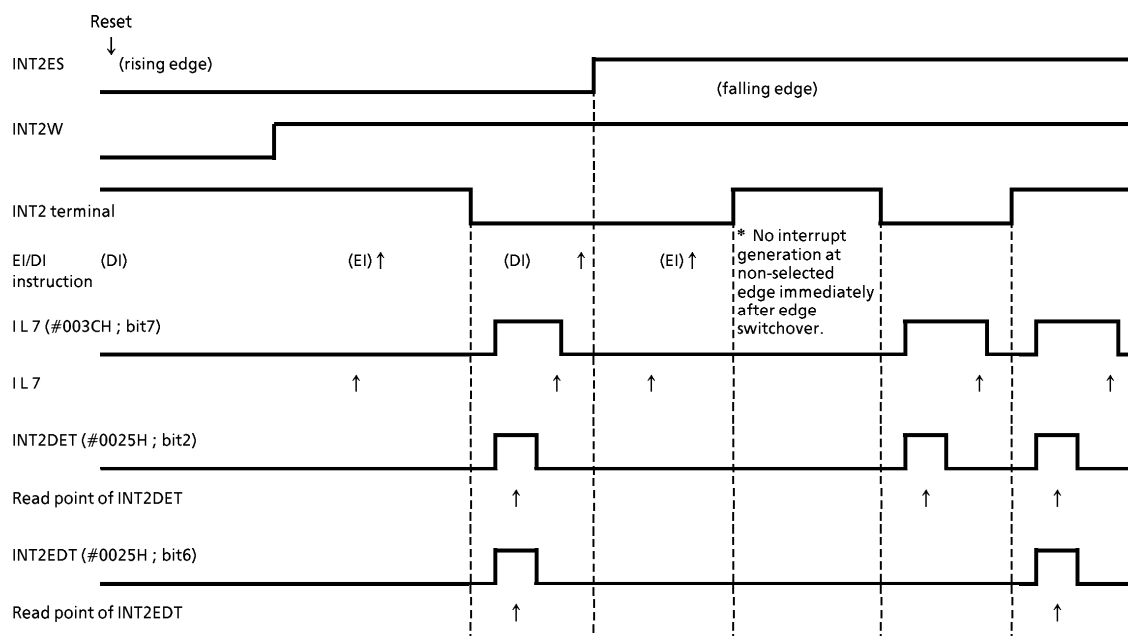 Reset
↓
INT2ES
(rising edge)
(falling edge)
INT2W
INT2 terminal
* No interrupt
generation at
non-selected
edge immediately
after edge
switchover.
EI/DI (DI) (EI) ↑ (DI) ↑ (EI) ↑
instruction
I L 7 (#003CH ; bit7)
I L 7 ↑ ↑ ↑ ↑ ↑
INT2DET (#0025H ; bit2)
Read point of INT2DET ↑ ↑ ↑
INT2EDT (#0025H ; bit6)
Read point of INT2EDT ↑ ↑